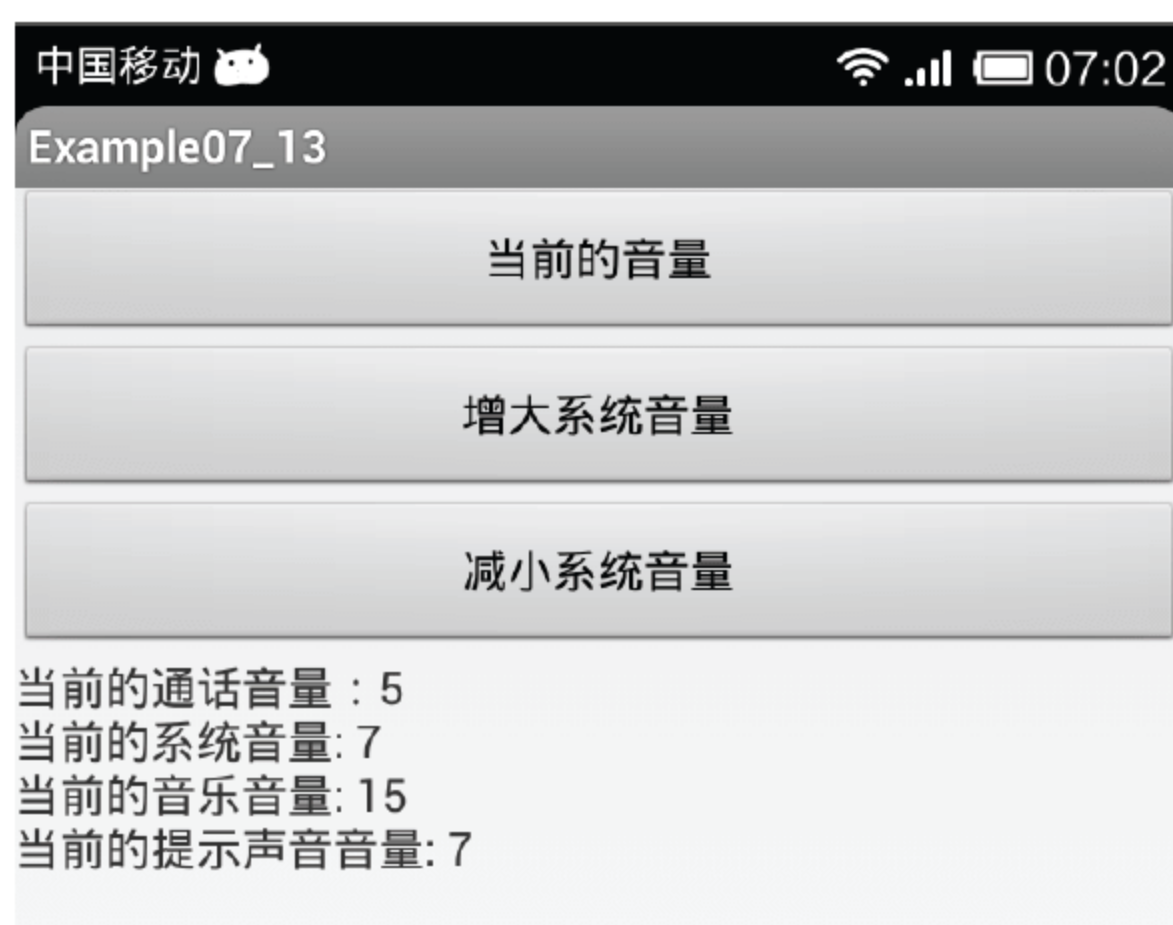 中国移动 07:02
Example07_13
当前的音量
增大系统音量
减小系统音量
当前的通话音量：5
当前的系统音量: 7
当前的音乐音量: 15
当前的提示声音音量: 7